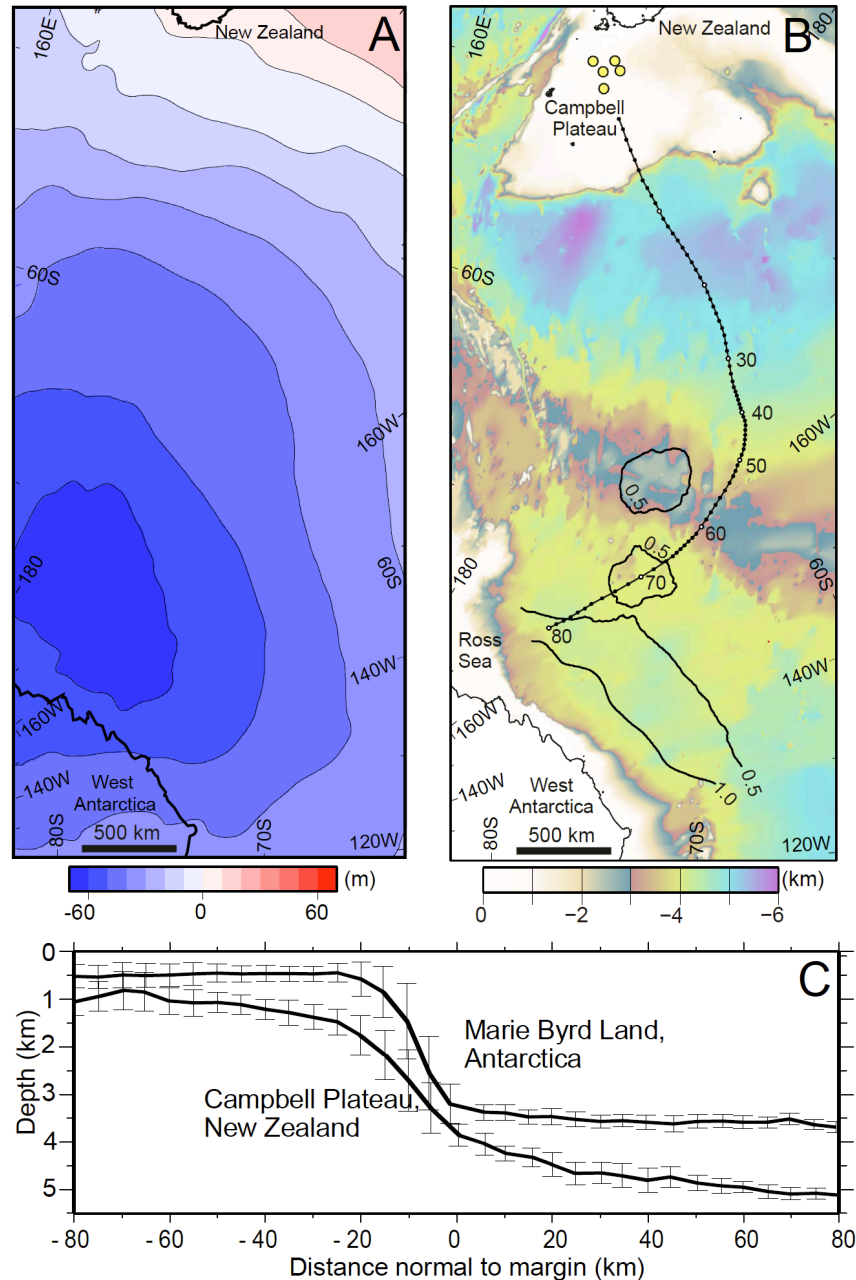 A
New Zealand
160E
60S
160W
180
60S
140W
160W
140W
West
Antarctica
80S
500 km
70S
120W
-60
0
60
(m)
B
New Zealand
180
160E
Campbell
Plateau
60S
30
40
160W
50
0.5
60
0.5
70
180
60S
80
Ross
Sea
140W
160W
0.5
1.0
140W
West
Antarctica
80S
500 km
70S
120W
0
−2
−4
−6
(km)
C
0
1
2
3
4
5
Depth (km)
Marie Byrd Land,
Antarctica
Campbell Plateau,
New Zealand
- 80
- 60
- 40
- 20
0
20
40
60
80
Distance normal to margin (km)